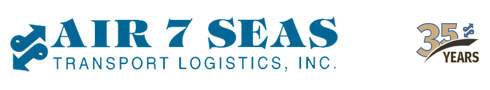 AIR 7 SEAS
TRANSPORT LOGISTICS, INC.
35
YEARS